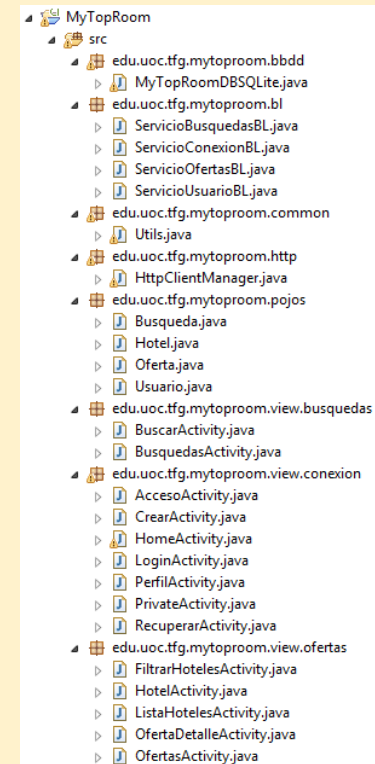 MyTopRoom
src
edu.uoc.tfg.mytoproom.bbdd
MyTopRoomDBSQLite.java
edu.uoc.tfg.mytoproom.bl
ServicioBusquedasBL.java
ServicioConexionBL.java
ServicioOfertasBL.java
ServicioUsuarioBL.java
edu.uoc.tfg.mytoproom.common
Utils.java
edu.uoc.tfg.mytoproom.http
HttpClientManager.java
edu.uoc.tfg.mytoproom.pojos
Busqueda.java
Hotel.java
Oferta.java
Usuario.java
edu.uoc.tfg.mytoproom.view.busquedas
BuscarActivity.java
BusquedasActivity.java
edu.uoc.tfg.mytoproom.view.conexion
AccesoActivity.java
CrearActivity.java
HomeActivity.java
LoginActivity.java
PerfilActivity.java
PrivateActivity.java
RecuperarActivity.java
edu.uoc.tfg.mytoproom.view.ofertas
FiltrarHotelesActivity.java
HotelActivity.java
ListaHotelesActivity.java
OfertaDetalleActivity.java
OfertasActivity.java